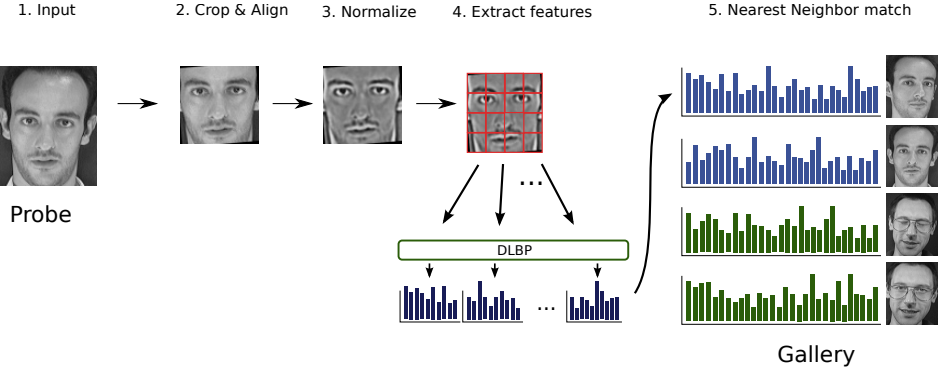 1. Input
2. Crop & Align
3. Normalize
4. Extract features
5. Nearest Neighbor match
Probe
...
DLBP
...
Gallery